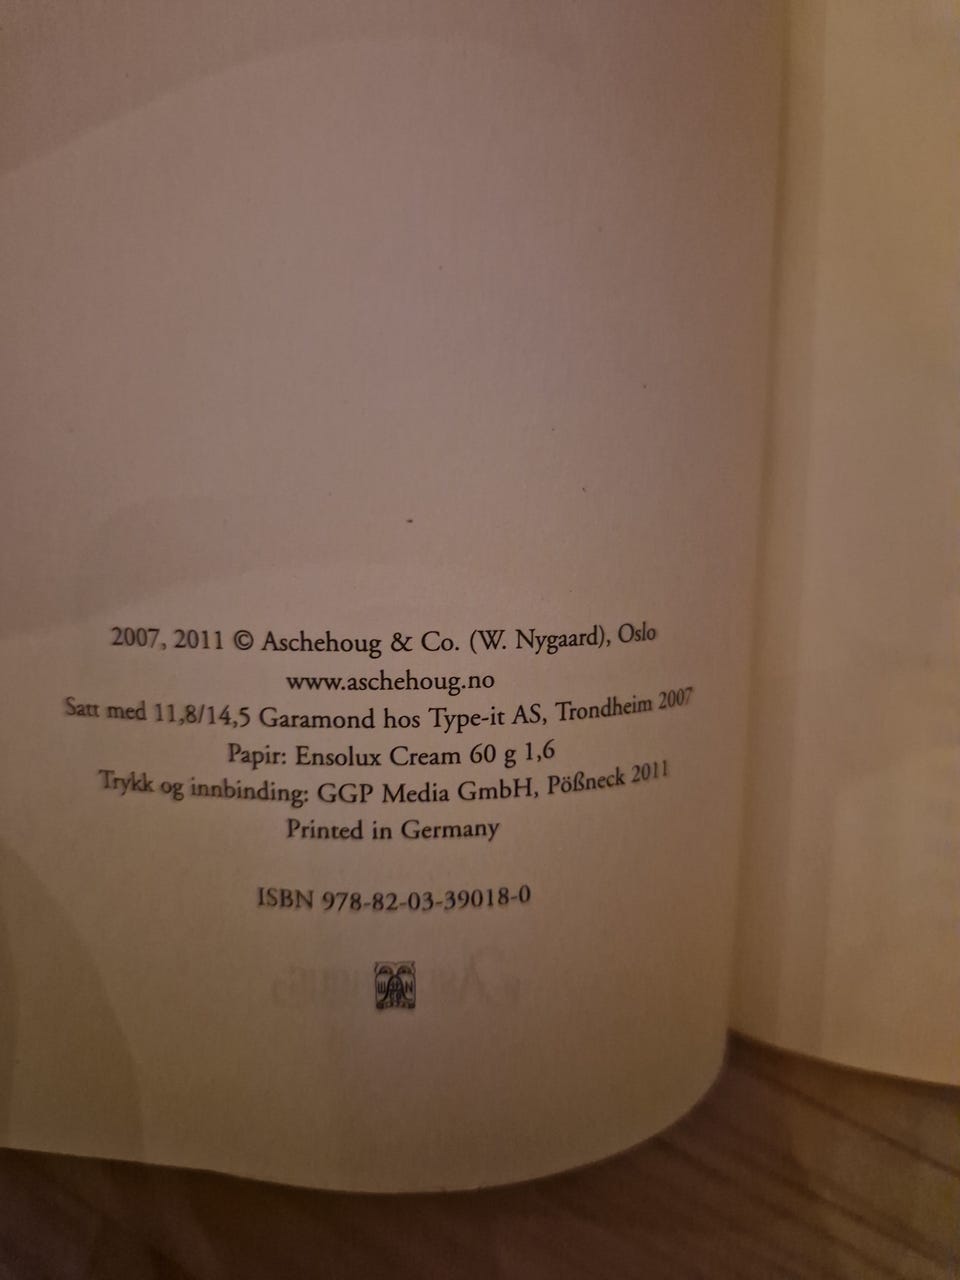 2007, 2011 © Aschehoug & Co. (W. Nygaard), Oslo
www.aschehoug.no
Satt med 11,8/14,5 Garamond hos Type-it AS, Trondheim 2007
Papir: Ensolux Cream 60 g 1,6
Trykk og innbinding: GGP Media GmbH, Pößneck 2011
Printed in Germany
ISBN 978-82-03-39018-0